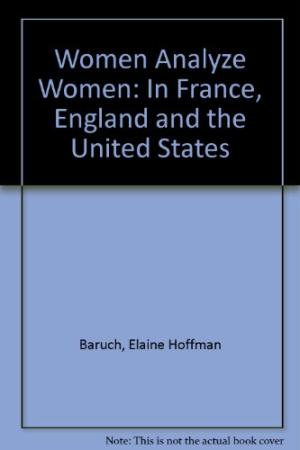 Women Analyze
Women: In France,
England and the
United States
Baruch, Elaine Hoffman
Note: This is not the actual book cover